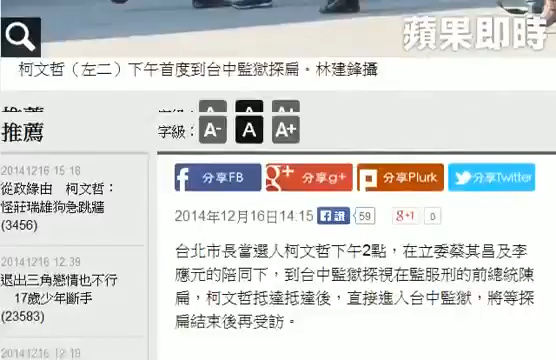 蘋果即時
柯文哲（左二）下午首度到台中監獄探扁。林建鋒攝
推薦
字級：A- A A+
20141216 15:18
從政緣由　柯文哲：
怪莊瑞雄狗急跳牆
(3456)
20141216 12:39
退出三角戀情也不行
17歲少年斷手
(23583)
20141216 12:19
分享FB
分享g+
分享Plurk
分享Twitter
2014年12月16日14:15 讚 59 +1 0
台北市長當選人柯文哲下午2點，在立委蔡其昌及李
應元的陪同下，到台中監獄探視在監服刑的前總統陳
扁，柯文哲抵達抵達後，直接進入台中監獄，將等探
扁結束後再受訪。